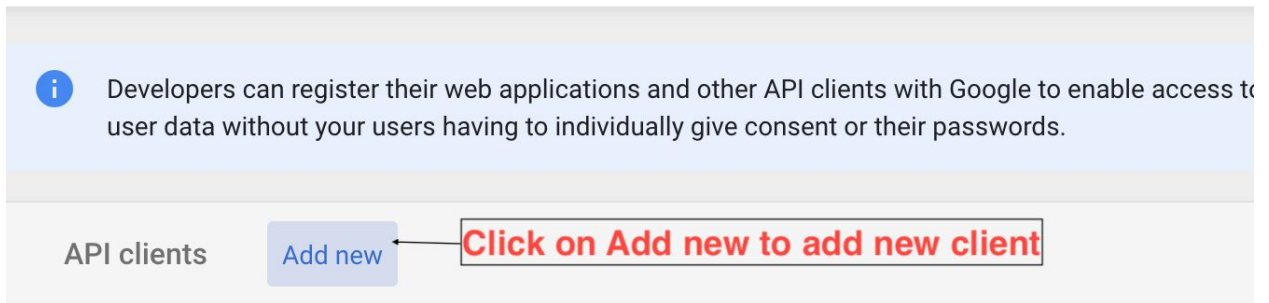 Developers can register their web applications and other API clients with Google to enable access to
user data without your users having to individually give consent or their passwords.
API clients
Add new
Click on Add new to add new client